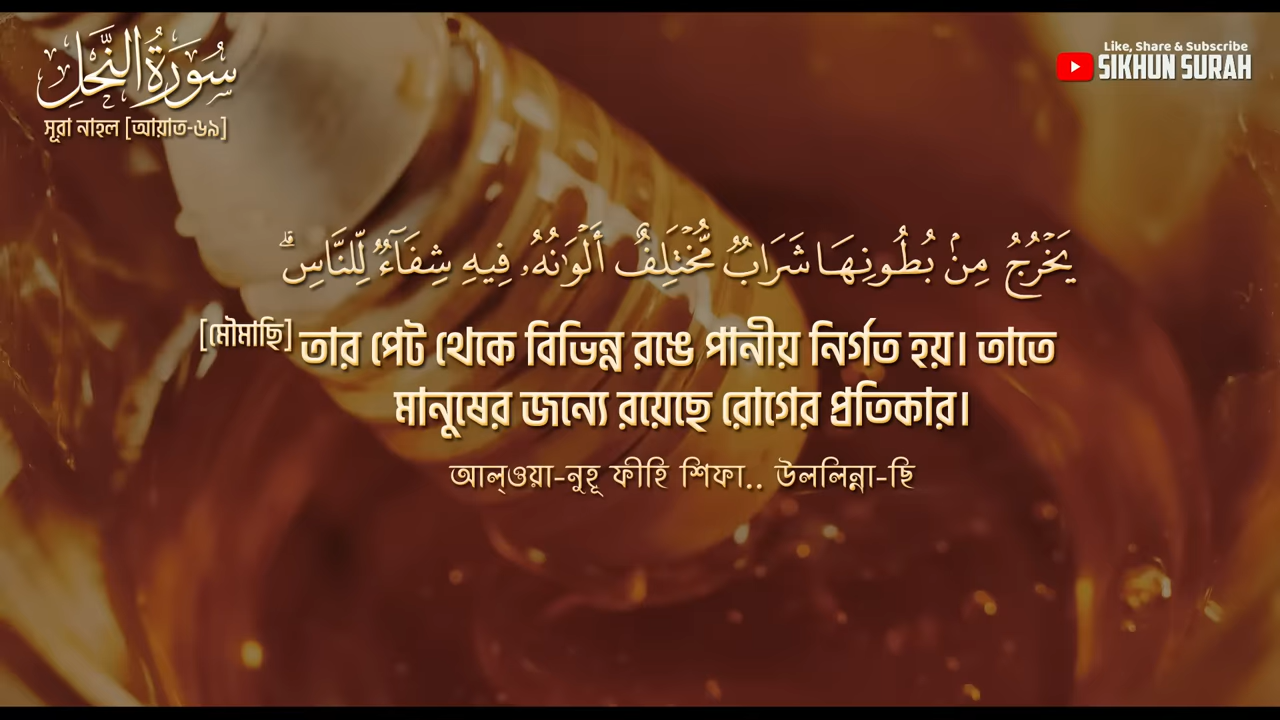 سُورَةُ النَّحْلِ
সূরা নাহল [আয়াত-৬৯]
Like, Share & Subscribe
SIKHUN SURAH
يَخْرُجُ مِنۢ بُطُونِهَا شَرَابٌ مُّخْتَلِفٌ أَلْوَٰنُهُۥ فِيهِ شِفَآءٌ لِّلنَّاسِ ۗ
[মৌমাছি] তার পেট থেকে বিভিন্ন রঙে পানীয় নির্গত হয়। তাতে
মানুষের জন্যে রয়েছে রোগের প্রতিকার।
আল্ওয়া-নুহূ ফীহি শিফা.. উললিন্না-ছি